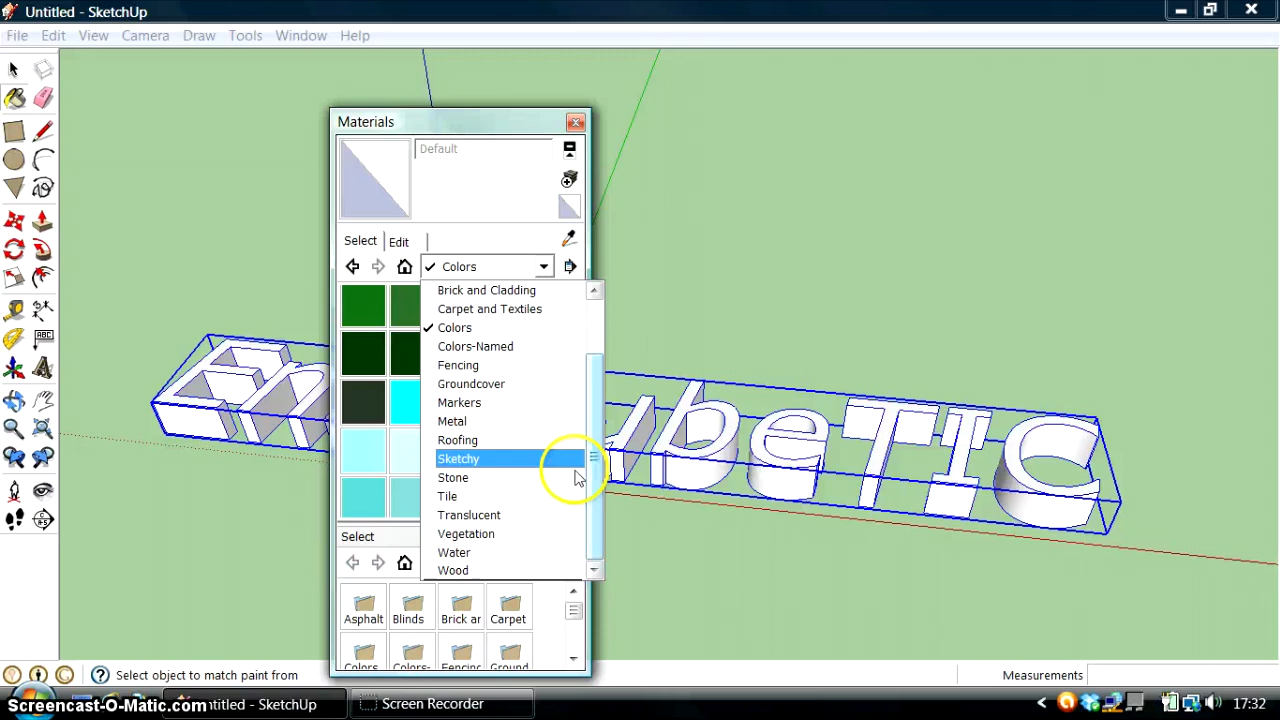 Untitled - SketchUp
File Edit View Camera Draw Tools Window Help
Materials
Default
Select Edit
Colors
Brick and Cladding
Carpet and Textiles
Colors
Colors-Named
Fencing
Groundcover
Markers
Metal
Roofing
Sketchy
Stone
Tile
Translucent
Vegetation
Water
Wood
Select
Asphalt Blinds Brick ar Carpet
Colors Colors- Fencing Ground
ABC
Select object to match paint from
Measurements
Screencast-O-Matic.com
ntitled - SketchUp
Screen Recorder
17:32